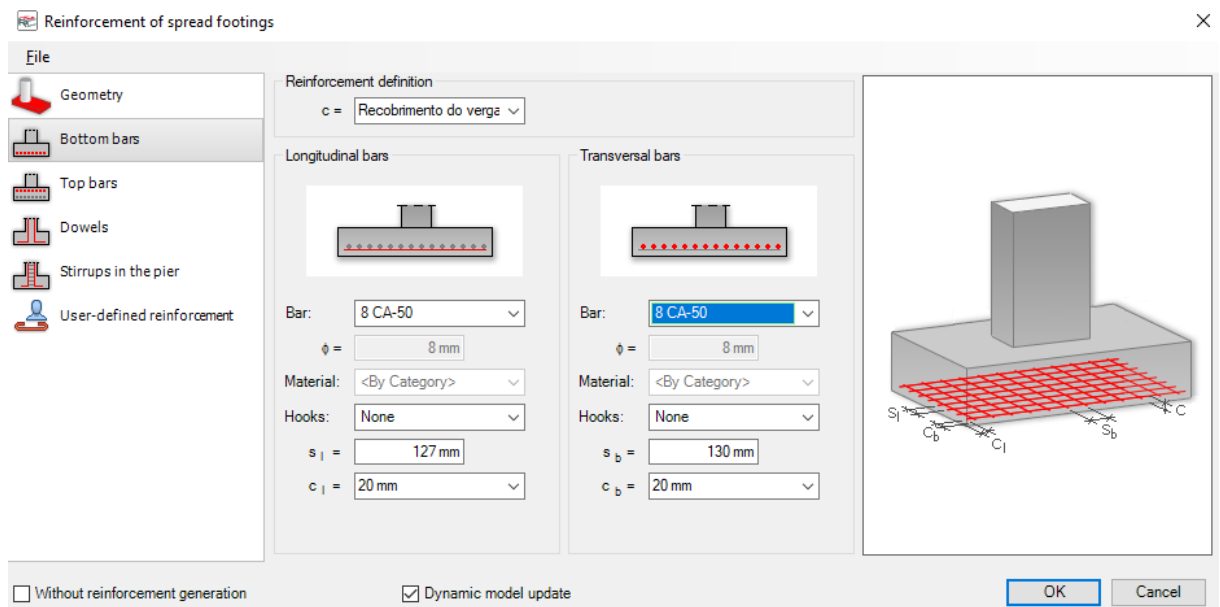 Reinforcement of spread footings
File
Geometry
Bottom bars
Top bars
Dowels
Stirrups in the pier
User-defined reinforcement
Reinforcement definition
c = Recobrimento do verga
Longitudinal bars
Bar: 8 CA-50
ϕ = 8 mm
Material: <By Category>
Hooks: None
s l = 127 mm
c l = 20 mm
Transversal bars
Bar: 8 CA-50
ϕ = 8 mm
Material: <By Category>
Hooks: None
s b = 130 mm
c b = 20 mm
Sl
Cb
Cl
Sb
C
Without reinforcement generation
Dynamic model update
OK
Cancel